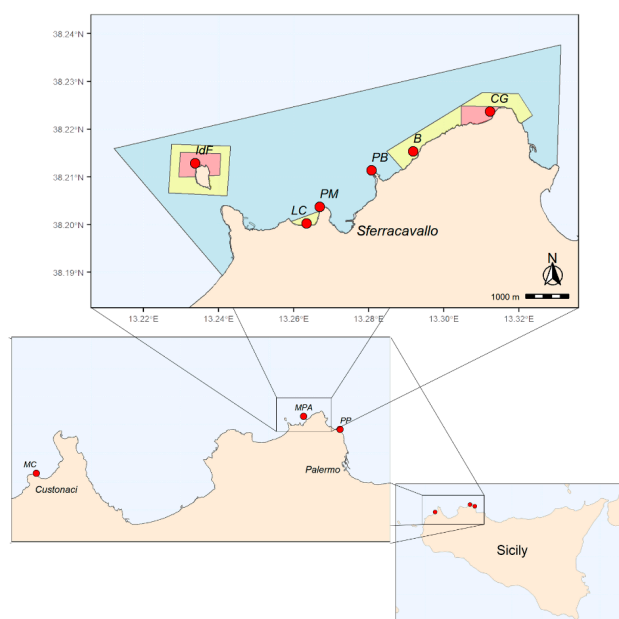 38.24°N
38.23°N
38.22°N
38.21°N
38.20°N
38.19°N
CG
B
IdF
PB
PM
LC
Sferracavallo
N
1000 m
13.22°E
13.24°E
13.26°E
13.28°E
13.30°E
13.32°E
MPA
PP
MC
Palermo
Custonaci
Sicily